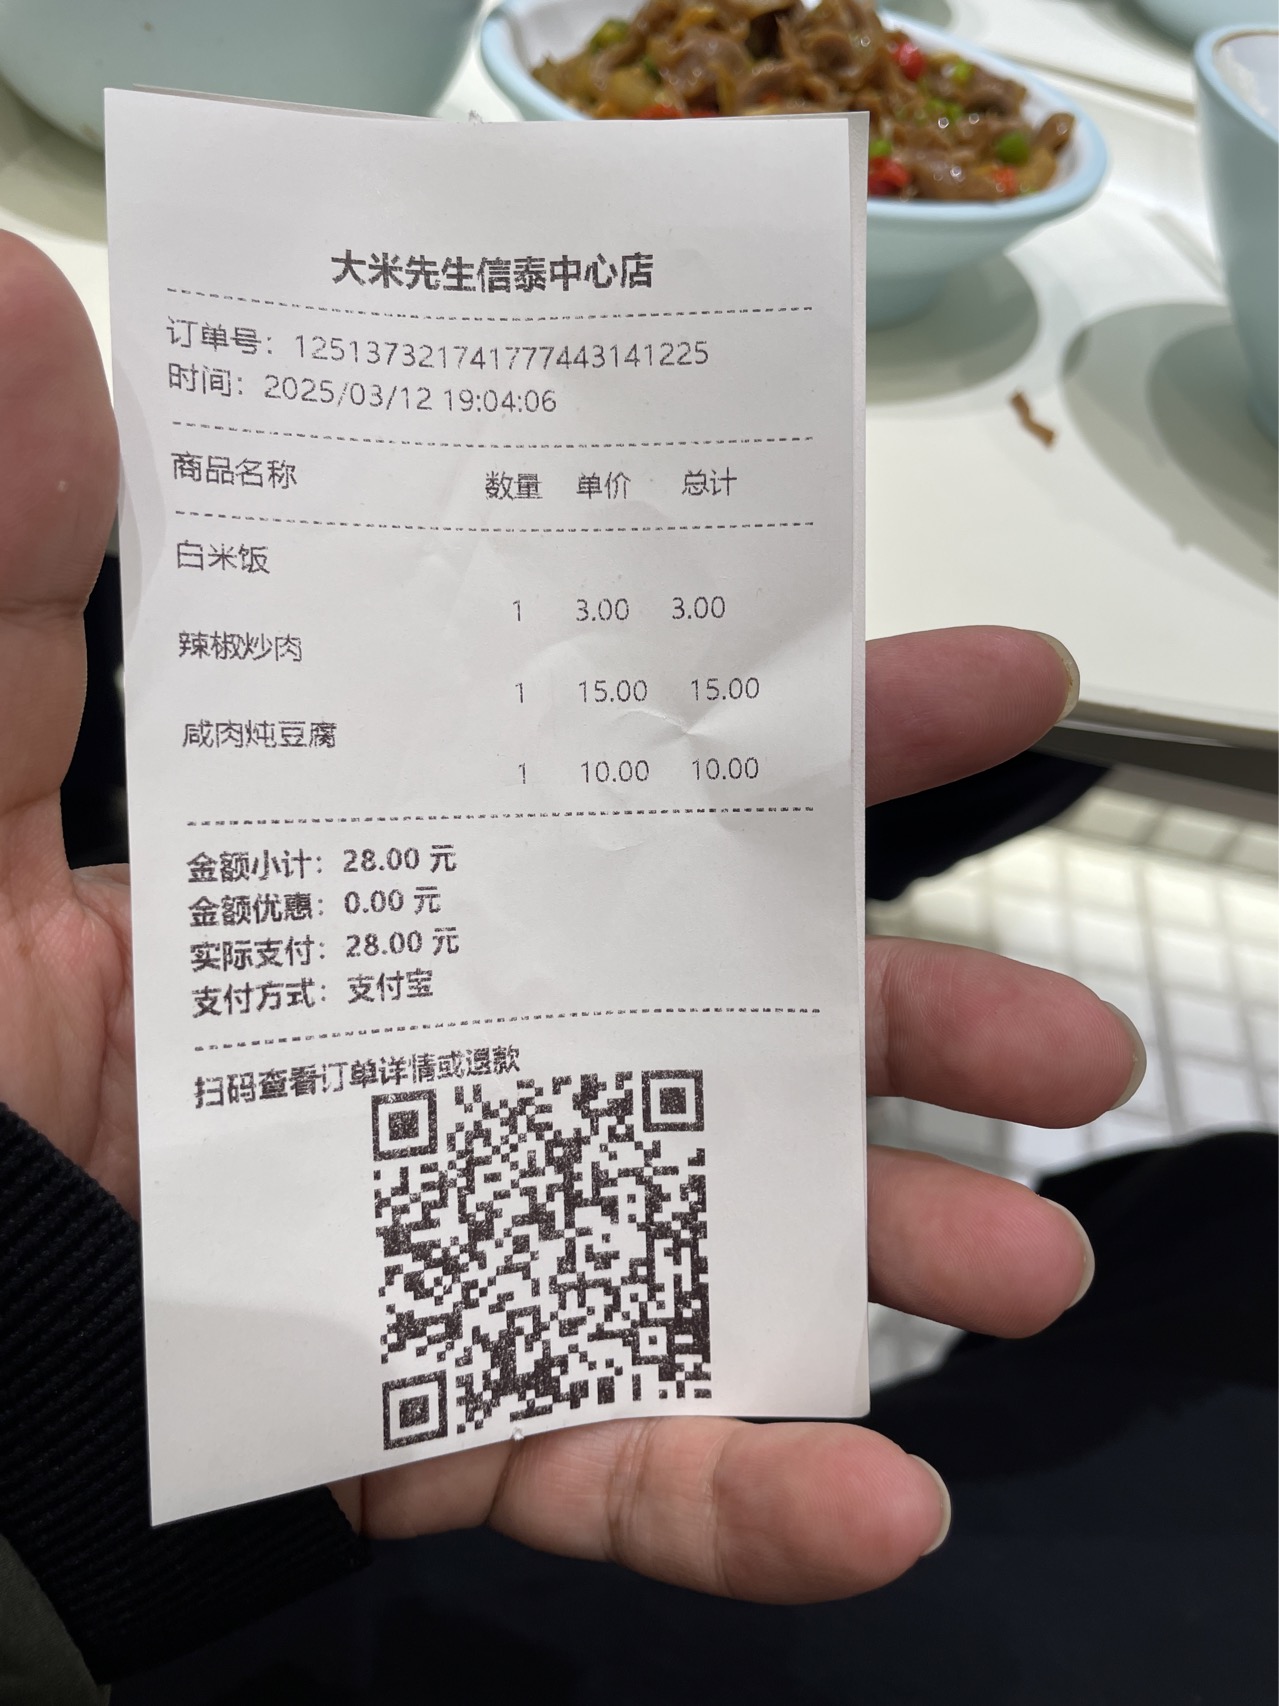 大米先生信泰中心店
订单号：1251373217417774431​41225
时间：2025/03/12 19:04:06
商品名称 数量 单价 总计
白米饭
1 3.00 3.00
辣椒炒肉
1 15.00 15.00
咸肉炖豆腐
1 10.00 10.00
金额小计：28.00 元
金额优惠：0.00 元
实际支付：28.00 元
支付方式：支付宝
扫码查看订单详情或退款